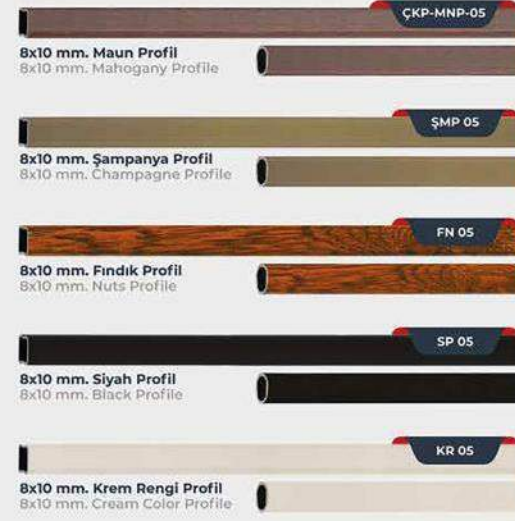 ÇKP-MNP-05
8x10 mm. Maun Profil
8x10 mm. Mahogany Profile
ŞMP 05
8x10 mm. Şampanya Profil
8x10 mm. Champagne Profile
FN 05
8x10 mm. Fındık Profil
8x10 mm. Nuts Profile
SP 05
8x10 mm. Siyah Profil
8x10 mm. Black Profile
KR 05
8x10 mm. Krem Rengi Profil
8x10 mm. Cream Color Profile